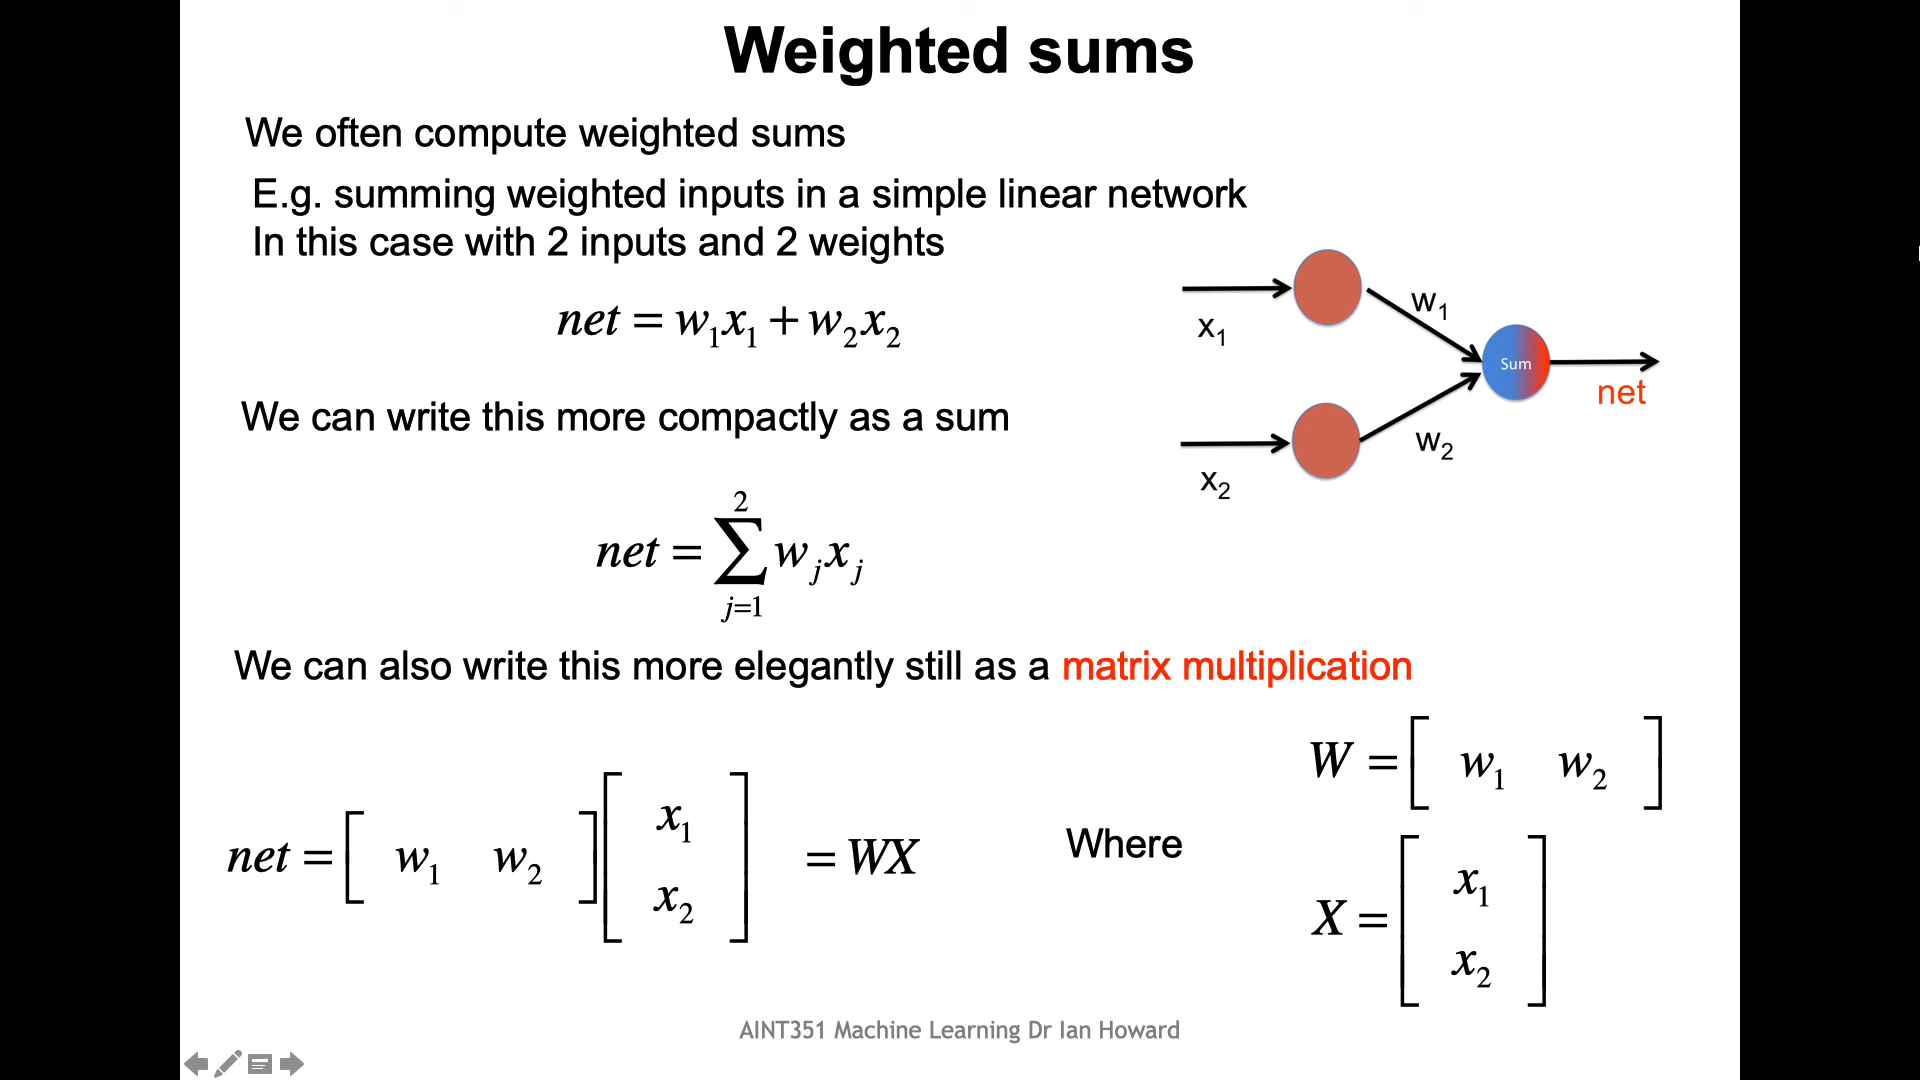 Weighted sums
We often compute weighted sums
E.g. summing weighted inputs in a simple linear network
In this case with 2 inputs and 2 weights
net = w₁x₁ + w₂x₂
x₁
w₁
Sum
net
w₂
x₂
We can write this more compactly as a sum
2
net = ∑ wⱼxⱼ
j=1
We can also write this more elegantly still as a matrix multiplication
net = [ w₁ w₂ ] [ x₁
x₂ ] = WX
Where
W = [ w₁ w₂ ]
X = [ x₁
x₂ ]
AINT351 Machine Learning Dr Ian Howard